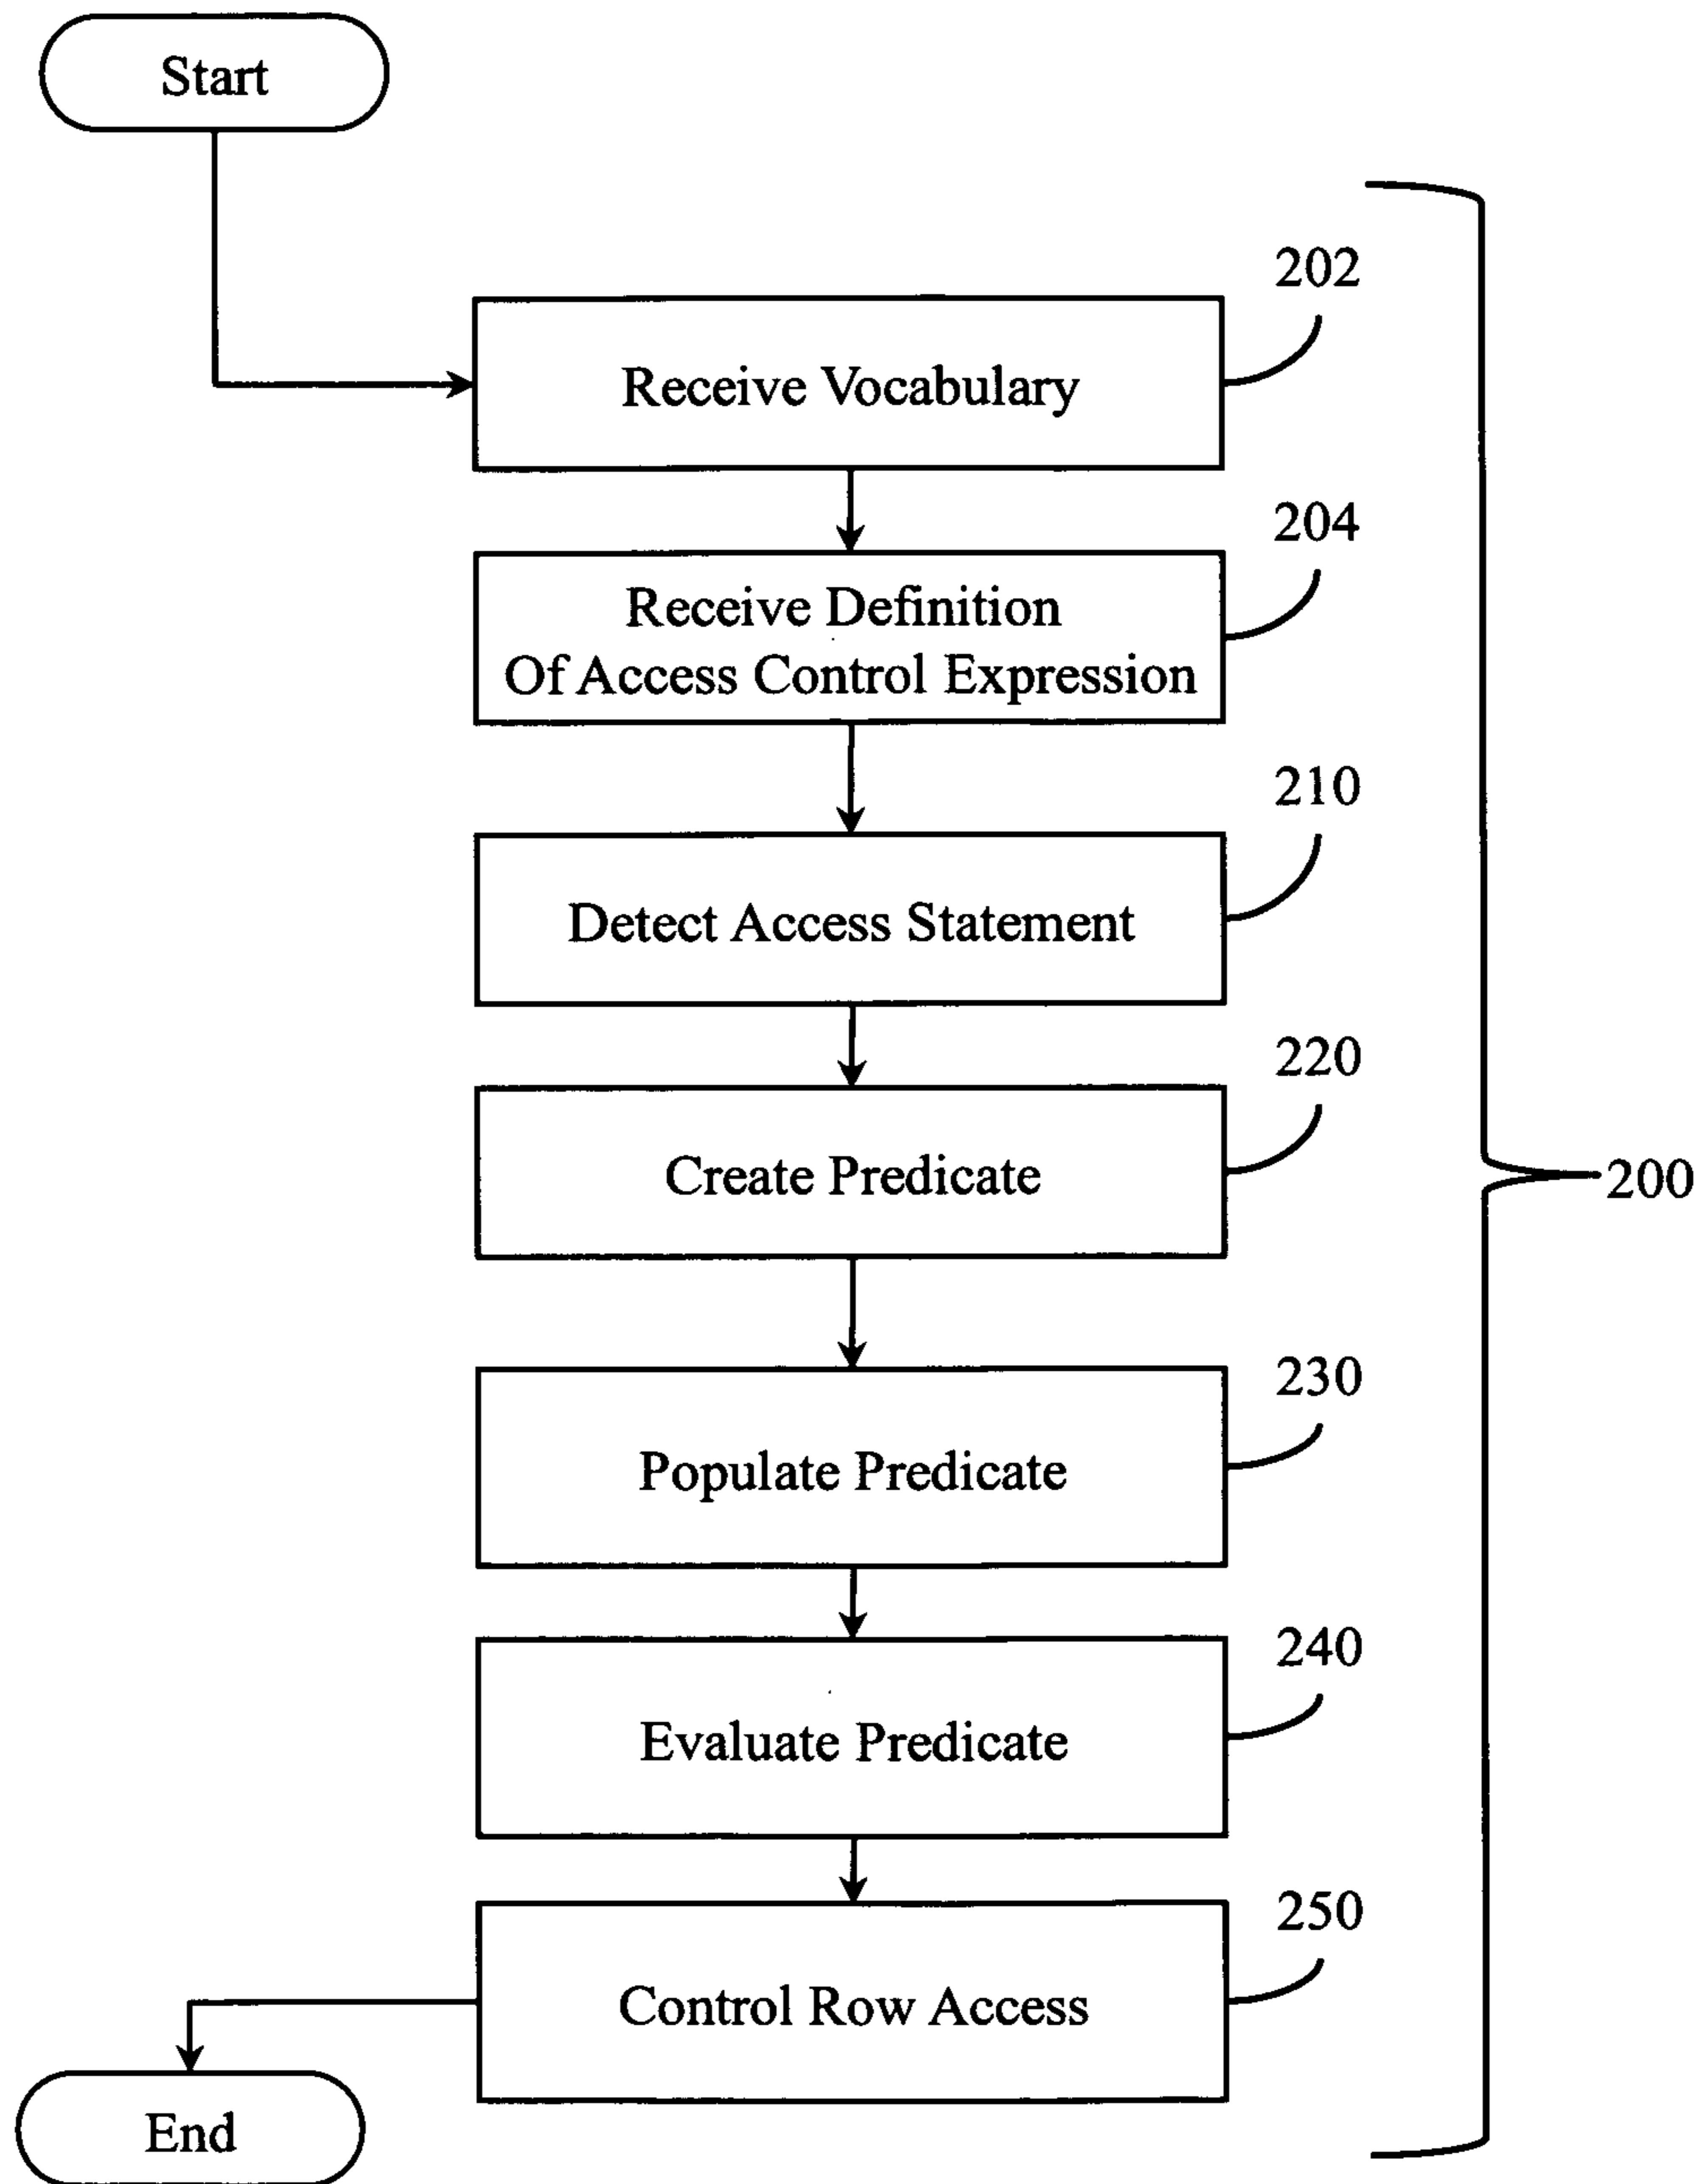 Start
202
Receive Vocabulary
204
Receive Definition
Of Access Control Expression
210
Detect Access Statement
220
Create Predicate
200
230
Populate Predicate
240
Evaluate Predicate
250
Control Row Access
End